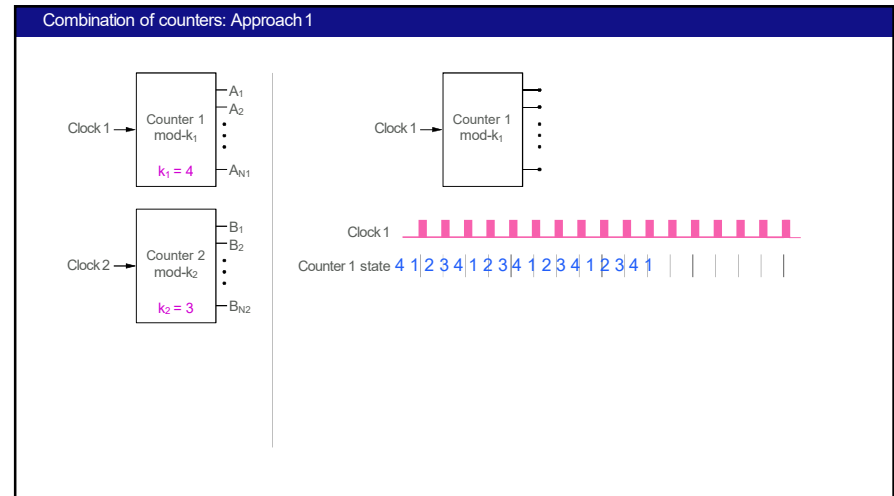 Combination of counters: Approach 1
Clock 1
Counter 1
mod-k₁
k₁ = 4
A₁
A₂
A_N1
Clock 2
Counter 2
mod-k₂
k₂ = 3
B₁
B₂
B_N2
Clock 1
Counter 1
mod-k₁
Clock 1
Counter 1 state 4 1 2 3 4 1 2 3 4 1 2 3 4 1 2 3 4 1